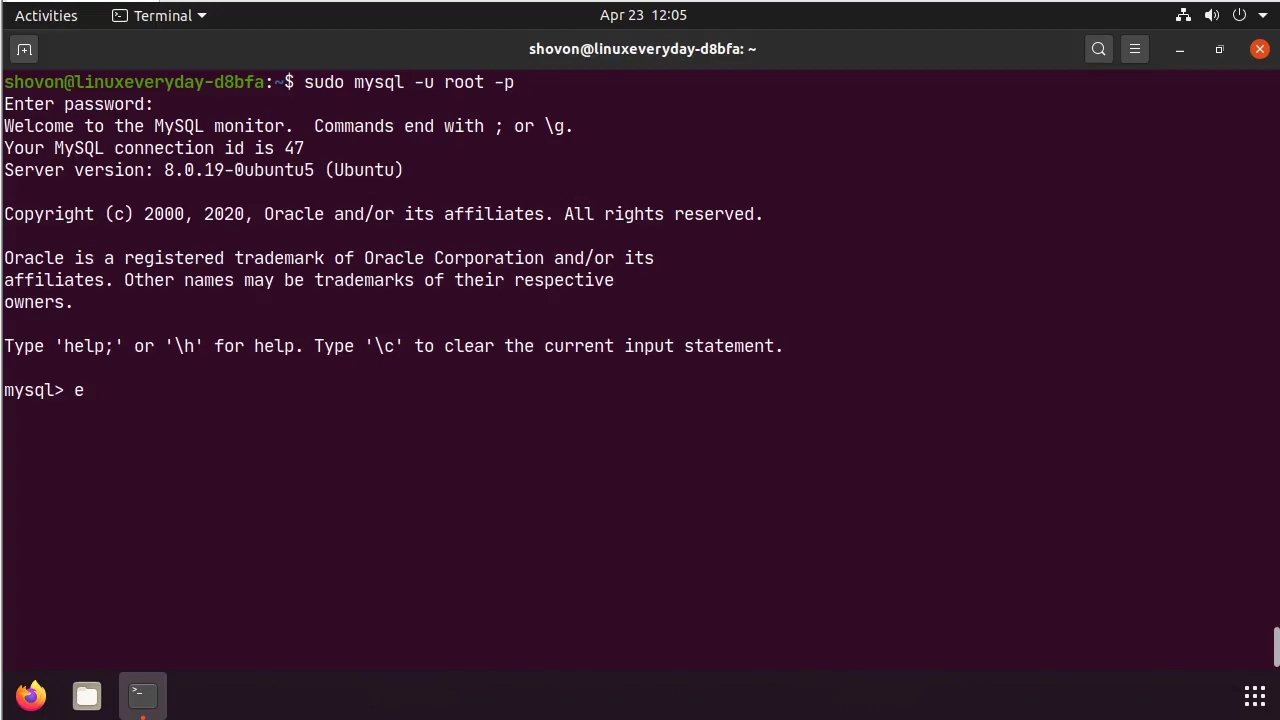 Activities
Terminal
Apr 23 12:05
shovon@linuxeveryday-d8bfa: ~
shovon@linuxeveryday-d8bfa:~$ sudo mysql -u root -p
Enter password:
Welcome to the MySQL monitor.  Commands end with ; or \g.
Your MySQL connection id is 47
Server version: 8.0.19-0ubuntu5 (Ubuntu)
Copyright (c) 2000, 2020, Oracle and/or its affiliates. All rights reserved.
Oracle is a registered trademark of Oracle Corporation and/or its
affiliates. Other names may be trademarks of their respective
owners.
Type 'help;' or '\h' for help. Type '\c' to clear the current input statement.
mysql> e